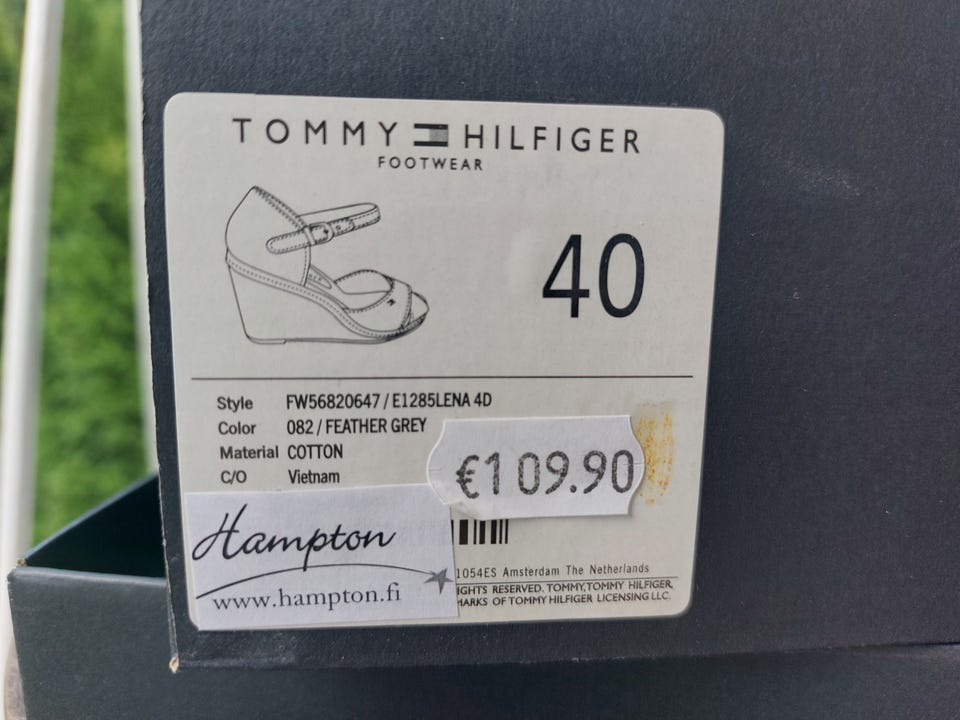 TOMMY HILFIGER
FOOTWEAR
40
Style FW56820647 / E1285LENA 4D
Color 082 / FEATHER GREY
Material COTTON
C/O Vietnam
€109.90
Hampton
www.hampton.fi
1054ES Amsterdam The Netherlands
IGHTS RESERVED. TOMMY,TOMMY HILFIGER,
MARKS OF TOMMY HILFIGER LICENSING LLC.